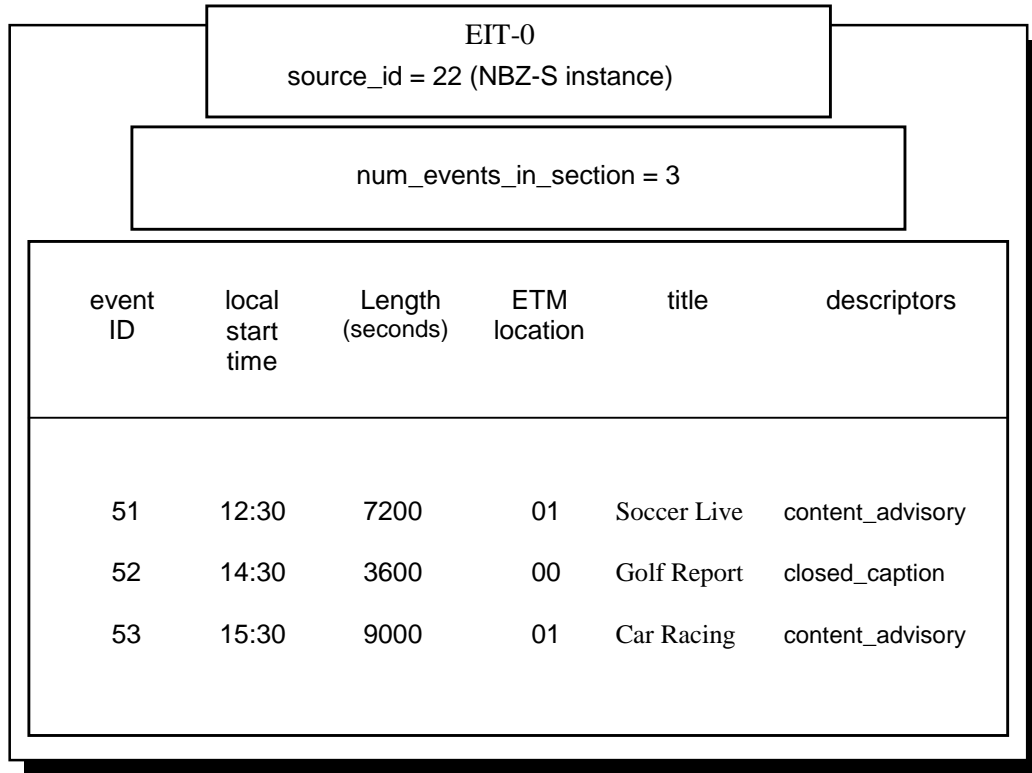 EIT-0
source_id = 22 (NBZ-S instance)
num_events_in_section = 3
event ID local start time Length (seconds) ETM location title descriptors
51 12:30 7200 01 Soccer Live content_advisory
52 14:30 3600 00 Golf Report closed_caption
53 15:30 9000 01 Car Racing content_advisory